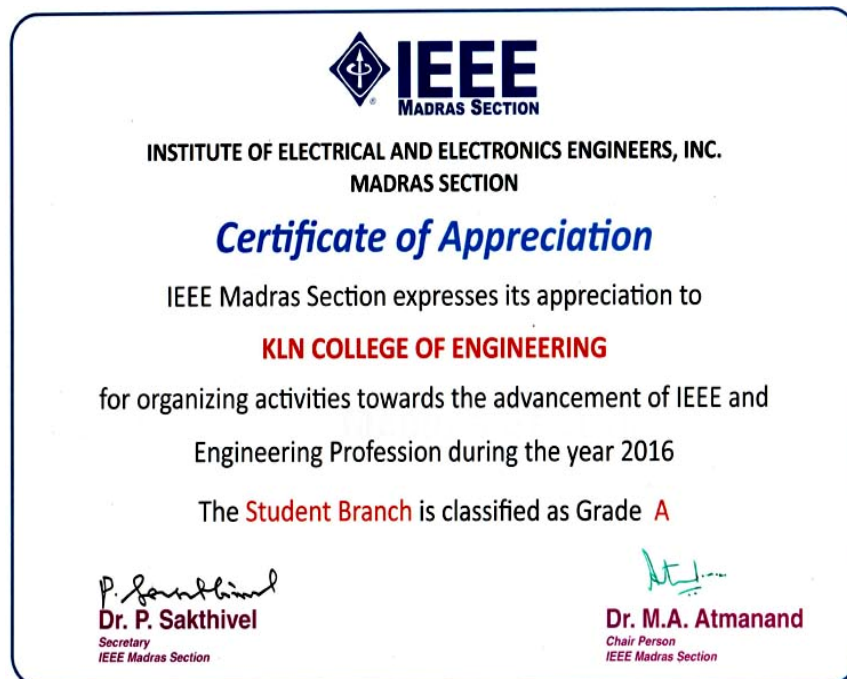 IEEE
MADRAS SECTION
INSTITUTE OF ELECTRICAL AND ELECTRONICS ENGINEERS, INC.
MADRAS SECTION
Certificate of Appreciation
IEEE Madras Section expresses its appreciation to
KLN COLLEGE OF ENGINEERING
for organizing activities towards the advancement of IEEE and
Engineering Profession during the year 2016
The Student Branch is classified as Grade A
Dr. P. Sakthivel
Secretary
IEEE Madras Section
Dr. M.A. Atmanand
Chair Person
IEEE Madras Section